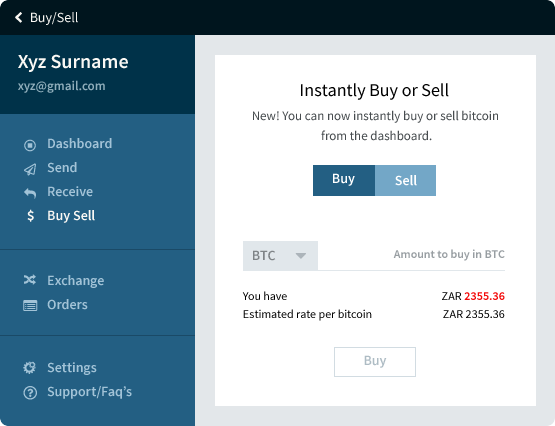 Buy/Sell
Xyz Surname
xyz@gmail.com
Dashboard
Send
Receive
$ Buy Sell
Exchange
Orders
Settings
Support/Faq's
Instantly Buy or Sell
New! You can now instantly buy or sell bitcoin
from the dashboard.
Buy Sell
BTC Amount to buy in BTC
You have ZAR 2355.36
Estimated rate per bitcoin ZAR 2355.36
Buy